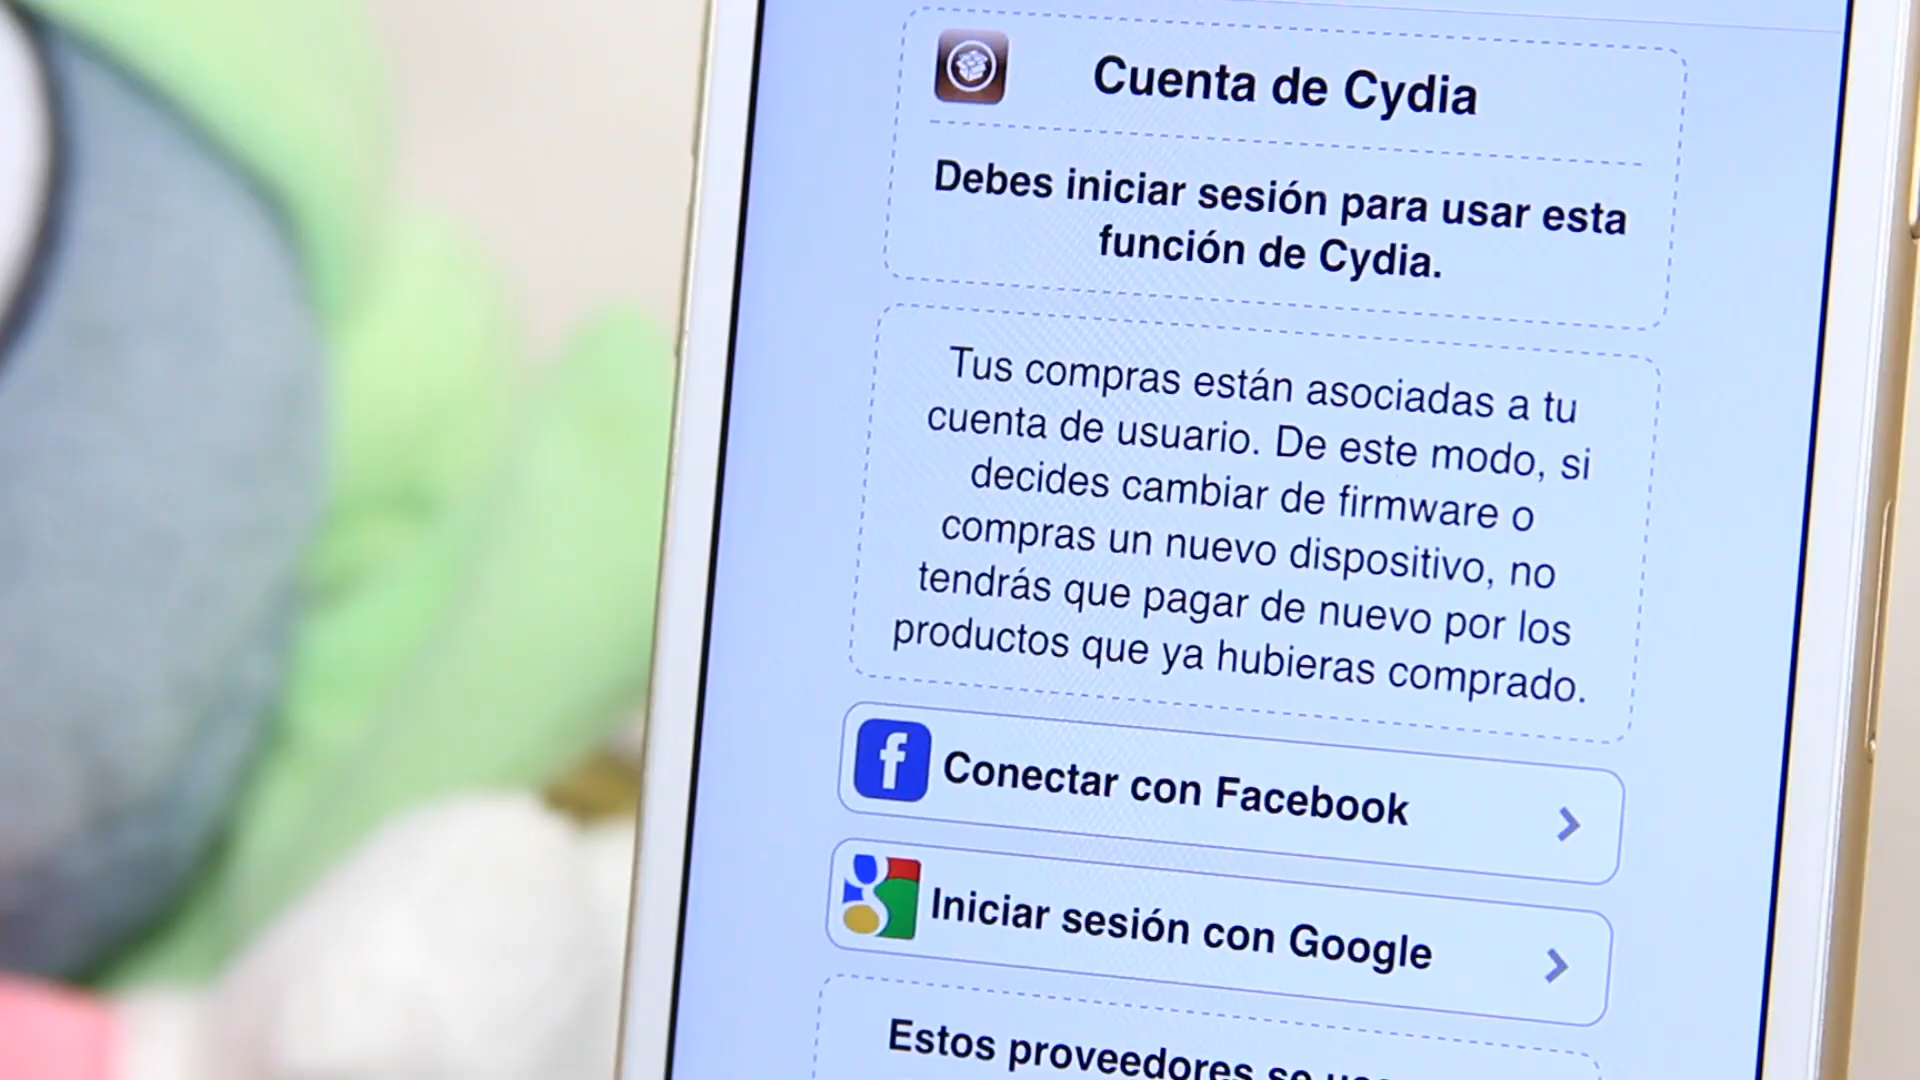 Cuenta de Cydia
Debes iniciar sesión para usar esta
función de Cydia.
Tus compras están asociadas a tu
cuenta de usuario. De este modo, si
decides cambiar de firmware o
compras un nuevo dispositivo, no
tendrás que pagar de nuevo por los
productos que ya hubieras comprado.
f Conectar con Facebook
g Iniciar sesión con Google
Estos proveedores se